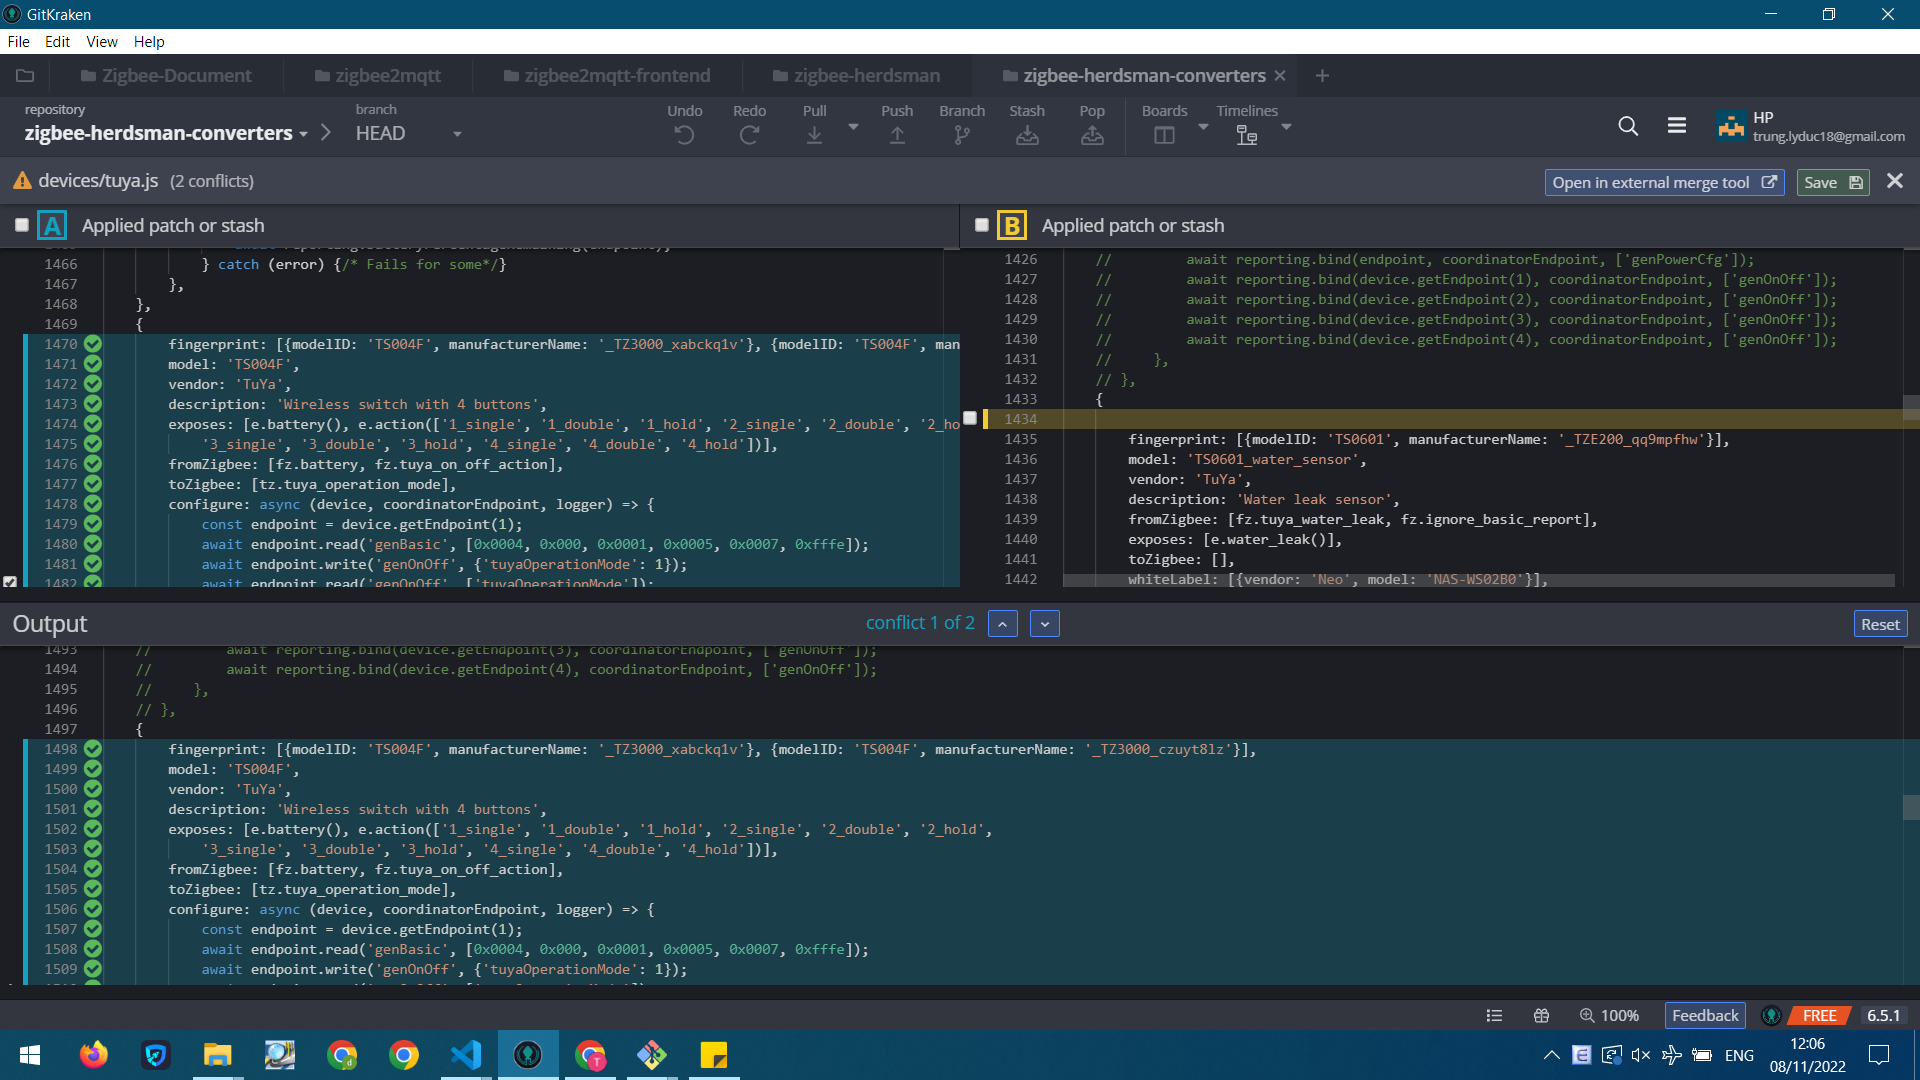 GitKraken
File Edit View Help
Zigbee-Document zigbee2mqtt zigbee2mqtt-frontend zigbee-herdsman zigbee-herdsman-converters
repository branch
zigbee-herdsman-converters HEAD
Undo Redo Pull Push Branch Stash Pop Boards Timelines
HP
trung.lyduc18@gmail.com
devices/tuya.js (2 conflicts)
Open in external merge tool Save
A Applied patch or stash
1466 } catch (error) {/* Fails for some*/}
1467 },
1468 },
1469 {
1470 fingerprint: [{modelID: 'TS004F', manufacturerName: '_TZ3000_xabckq1v'}, {modelID: 'TS004F', man
1471 model: 'TS004F',
1472 vendor: 'TuYa',
1473 description: 'Wireless switch with 4 buttons',
1474 exposes: [e.battery(), e.action(['1_single', '1_double', '1_hold', '2_single', '2_double', '2_ho
1475 '3_single', '3_double', '3_hold', '4_single', '4_double', '4_hold'])],
1476 fromZigbee: [fz.battery, fz.tuya_on_off_action],
1477 toZigbee: [tz.tuya_operation_mode],
1478 configure: async (device, coordinatorEndpoint, logger) => {
1479 const endpoint = device.getEndpoint(1);
1480 await endpoint.read('genBasic', [0x0004, 0x000, 0x0001, 0x0005, 0x0007, 0xfffe]);
1481 await endpoint.write('genOnOff', {'tuyaOperationMode': 1});
1482 await endpoint.read('genOnOff', ['tuyaOperationMode']);
B Applied patch or stash
1426 // await reporting.bind(endpoint, coordinatorEndpoint, ['genPowerCfg']);
1427 // await reporting.bind(device.getEndpoint(1), coordinatorEndpoint, ['genOnOff']);
1428 // await reporting.bind(device.getEndpoint(2), coordinatorEndpoint, ['genOnOff']);
1429 // await reporting.bind(device.getEndpoint(3), coordinatorEndpoint, ['genOnOff']);
1430 // await reporting.bind(device.getEndpoint(4), coordinatorEndpoint, ['genOnOff']);
1431 // },
1432 // },
1433 {
1434
1435 fingerprint: [{modelID: 'TS0601', manufacturerName: '_TZE200_qq9mpfhw'}],
1436 model: 'TS0601_water_sensor',
1437 vendor: 'TuYa',
1438 description: 'Water leak sensor',
1439 fromZigbee: [fz.tuya_water_leak, fz.ignore_basic_report],
1440 exposes: [e.water_leak()],
1441 toZigbee: [],
1442 whiteLabel: [{vendor: 'Neo', model: 'NAS-WS02B0'}],
Output conflict 1 of 2 Reset
1493 // await reporting.bind(device.getEndpoint(3), coordinatorEndpoint, ['genOnOff']);
1494 // await reporting.bind(device.getEndpoint(4), coordinatorEndpoint, ['genOnOff']);
1495 // },
1496 // },
1497 {
1498 fingerprint: [{modelID: 'TS004F', manufacturerName: '_TZ3000_xabckq1v'}, {modelID: 'TS004F', manufacturerName: '_TZ3000_czuyt8lz'}],
1499 model: 'TS004F',
1500 vendor: 'TuYa',
1501 description: 'Wireless switch with 4 buttons',
1502 exposes: [e.battery(), e.action(['1_single', '1_double', '1_hold', '2_single', '2_double', '2_hold',
1503 '3_single', '3_double', '3_hold', '4_single', '4_double', '4_hold'])],
1504 fromZigbee: [fz.battery, fz.tuya_on_off_action],
1505 toZigbee: [tz.tuya_operation_mode],
1506 configure: async (device, coordinatorEndpoint, logger) => {
1507 const endpoint = device.getEndpoint(1);
1508 await endpoint.read('genBasic', [0x0004, 0x000, 0x0001, 0x0005, 0x0007, 0xfffe]);
1509 await endpoint.write('genOnOff', {'tuyaOperationMode': 1});
100% Feedback FREE 6.5.1
ENG
12:06
08/11/2022